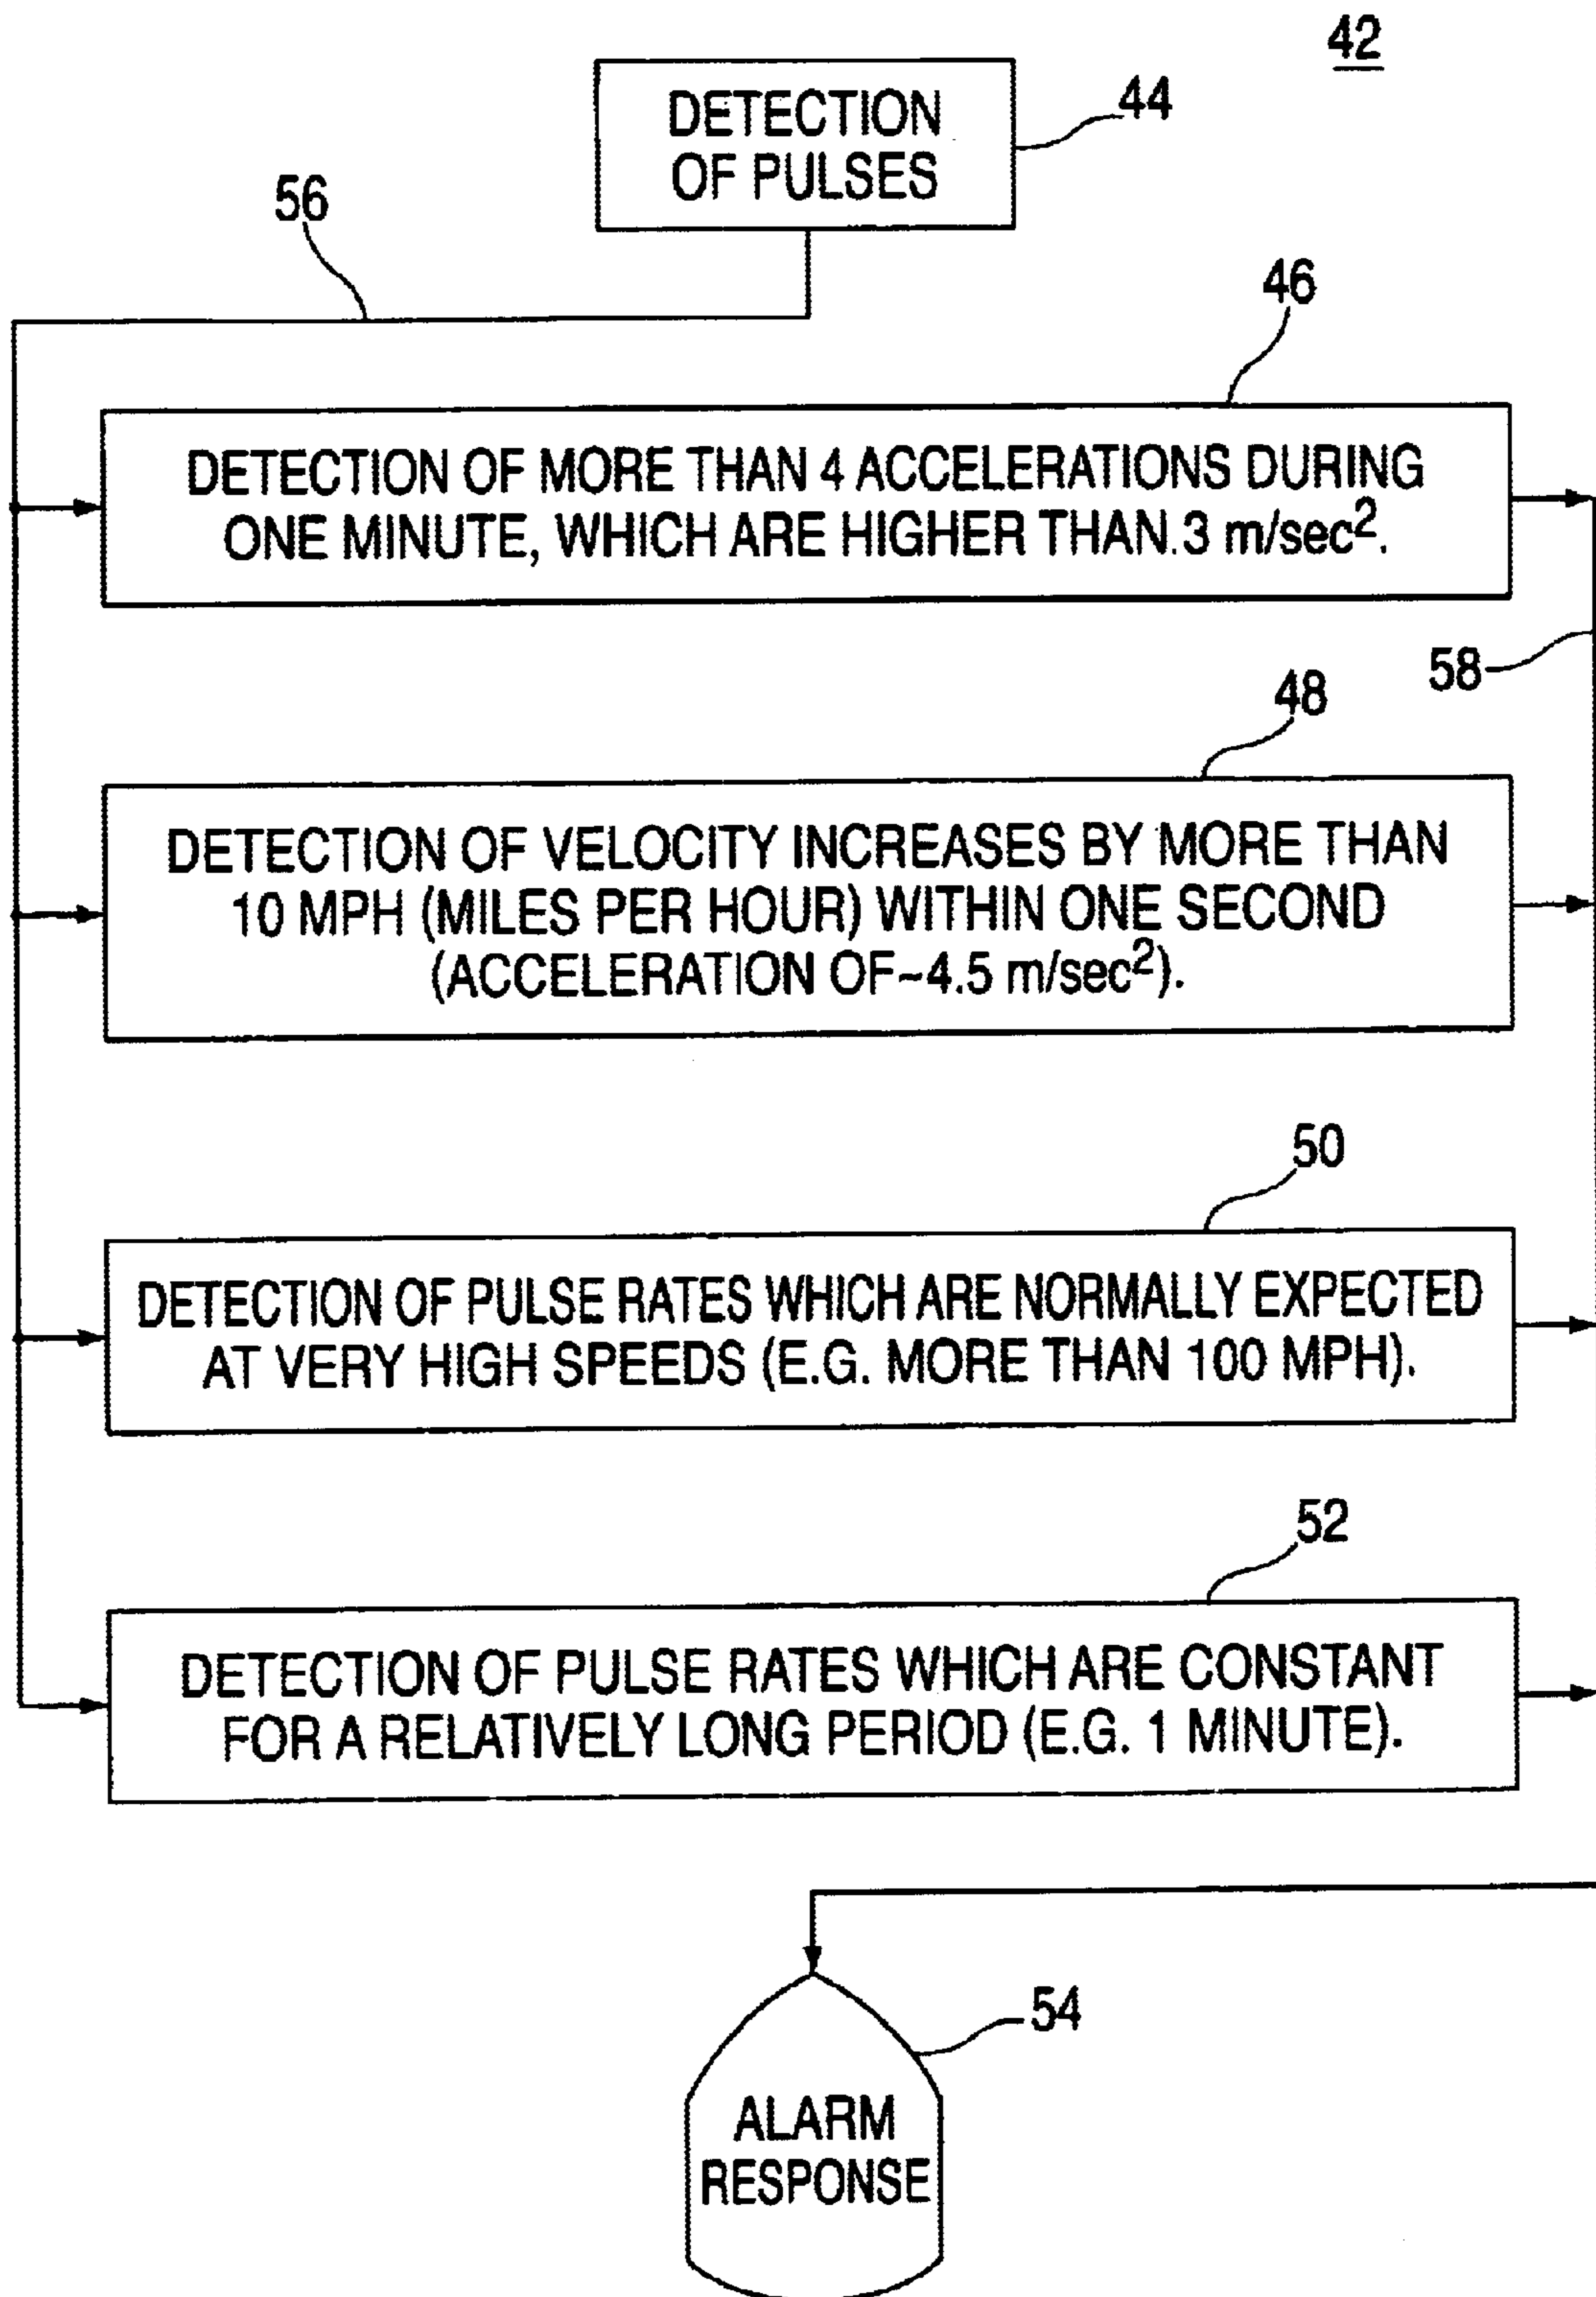 42
DETECTION
OF PULSES
44
56
46
DETECTION OF MORE THAN 4 ACCELERATIONS DURING
ONE MINUTE, WHICH ARE HIGHER THAN.3 m/sec².
58
48
DETECTION OF VELOCITY INCREASES BY MORE THAN
10 MPH (MILES PER HOUR) WITHIN ONE SECOND
(ACCELERATION OF~4.5 m/sec²).
50
DETECTION OF PULSE RATES WHICH ARE NORMALLY EXPECTED
AT VERY HIGH SPEEDS (E.G. MORE THAN 100 MPH).
52
DETECTION OF PULSE RATES WHICH ARE CONSTANT
FOR A RELATIVELY LONG PERIOD (E.G. 1 MINUTE).
54
ALARM
RESPONSE